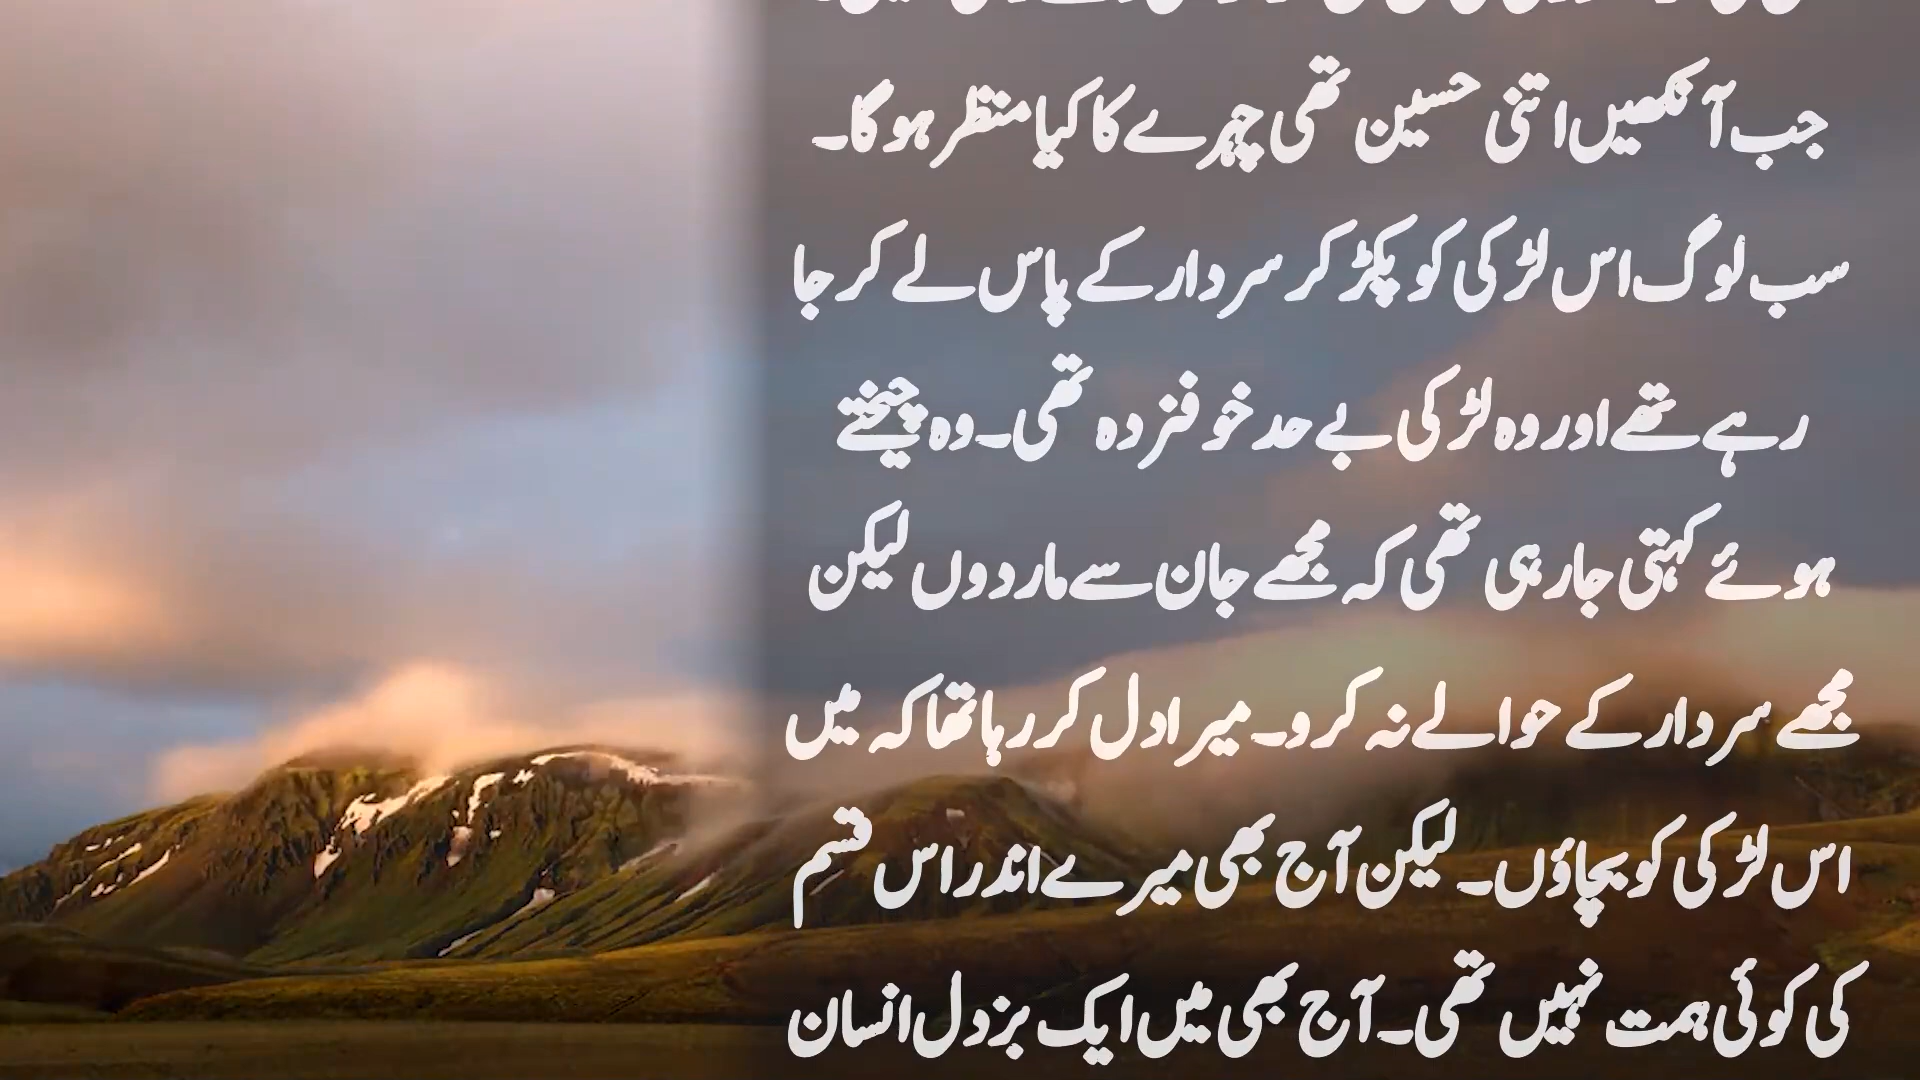 جب آنکھیں اتنی حسین تھی چہرے کا کیا منظر ہو گا۔
سب لوگ اس لڑکی کو پکڑ کر سردار کے پاس لے کر جا
رہے تھے اور وہ لڑکی بے حد خوفزدہ تھی۔ وہ چیختے
ہوئے کہتی جارہی تھی کہ مجھے جان سے مار دوں لیکن
مجھے سردار کے حوالے نہ کرو۔ میرا دل کر رہا تھا کہ میں
اس لڑکی کو بچاؤں۔ لیکن آج بھی میرے اندر اس قسم
کی کوئی ہمت نہیں تھی۔ آج بھی میں ایک بزدل انسان